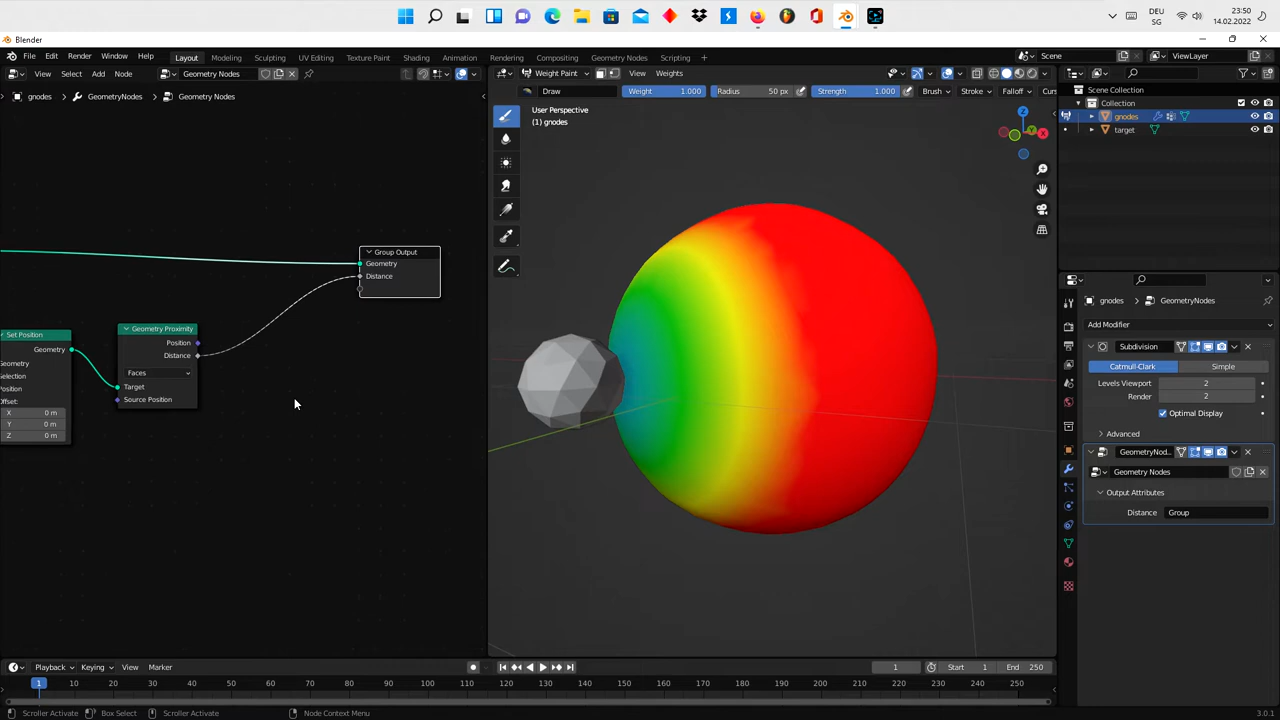 DEU
SG
23:50
14.02.2022
Blender
File Edit Render Window Help Layout Modeling Sculpting UV Editing Texture Paint Shading Animation Rendering Compositing Geometry Nodes Scripting + Scene ViewLayer
View Select Add Node Geometry Nodes Weight Paint View Weights
Draw Weight 1.000 Radius 50 px Strength 1.000 Brush Stroke Falloff Cur
gnodes GeometryNodes Geometry Nodes
Scene Collection
Collection
gnodes
target
User Perspective
(1) gnodes
Z
Y
X
Group Output
Geometry
Distance
Set Position
Geometry
Geometry
Selection
Position
Offset:
X 0 m
Y 0 m
Z 0 m
Geometry Proximity
Position
Distance
Faces
Target
Source Position
gnodes GeometryNodes
Add Modifier
Subdivision
Catmull-Clark Simple
Levels Viewport 2
Render 2
Optimal Display
Advanced
GeometryNod...
Geometry Nodes
Output Attributes
Distance Group
Playback Keying View Marker 1 Start 1 End 250
1 10 20 30 40 50 60 70 80 90 100 110 120 130 140 150 160 170 180 190 200 210 220 230 240 250
Scroller Activate Box Select Scroller Activate Node Context Menu 3.0.1